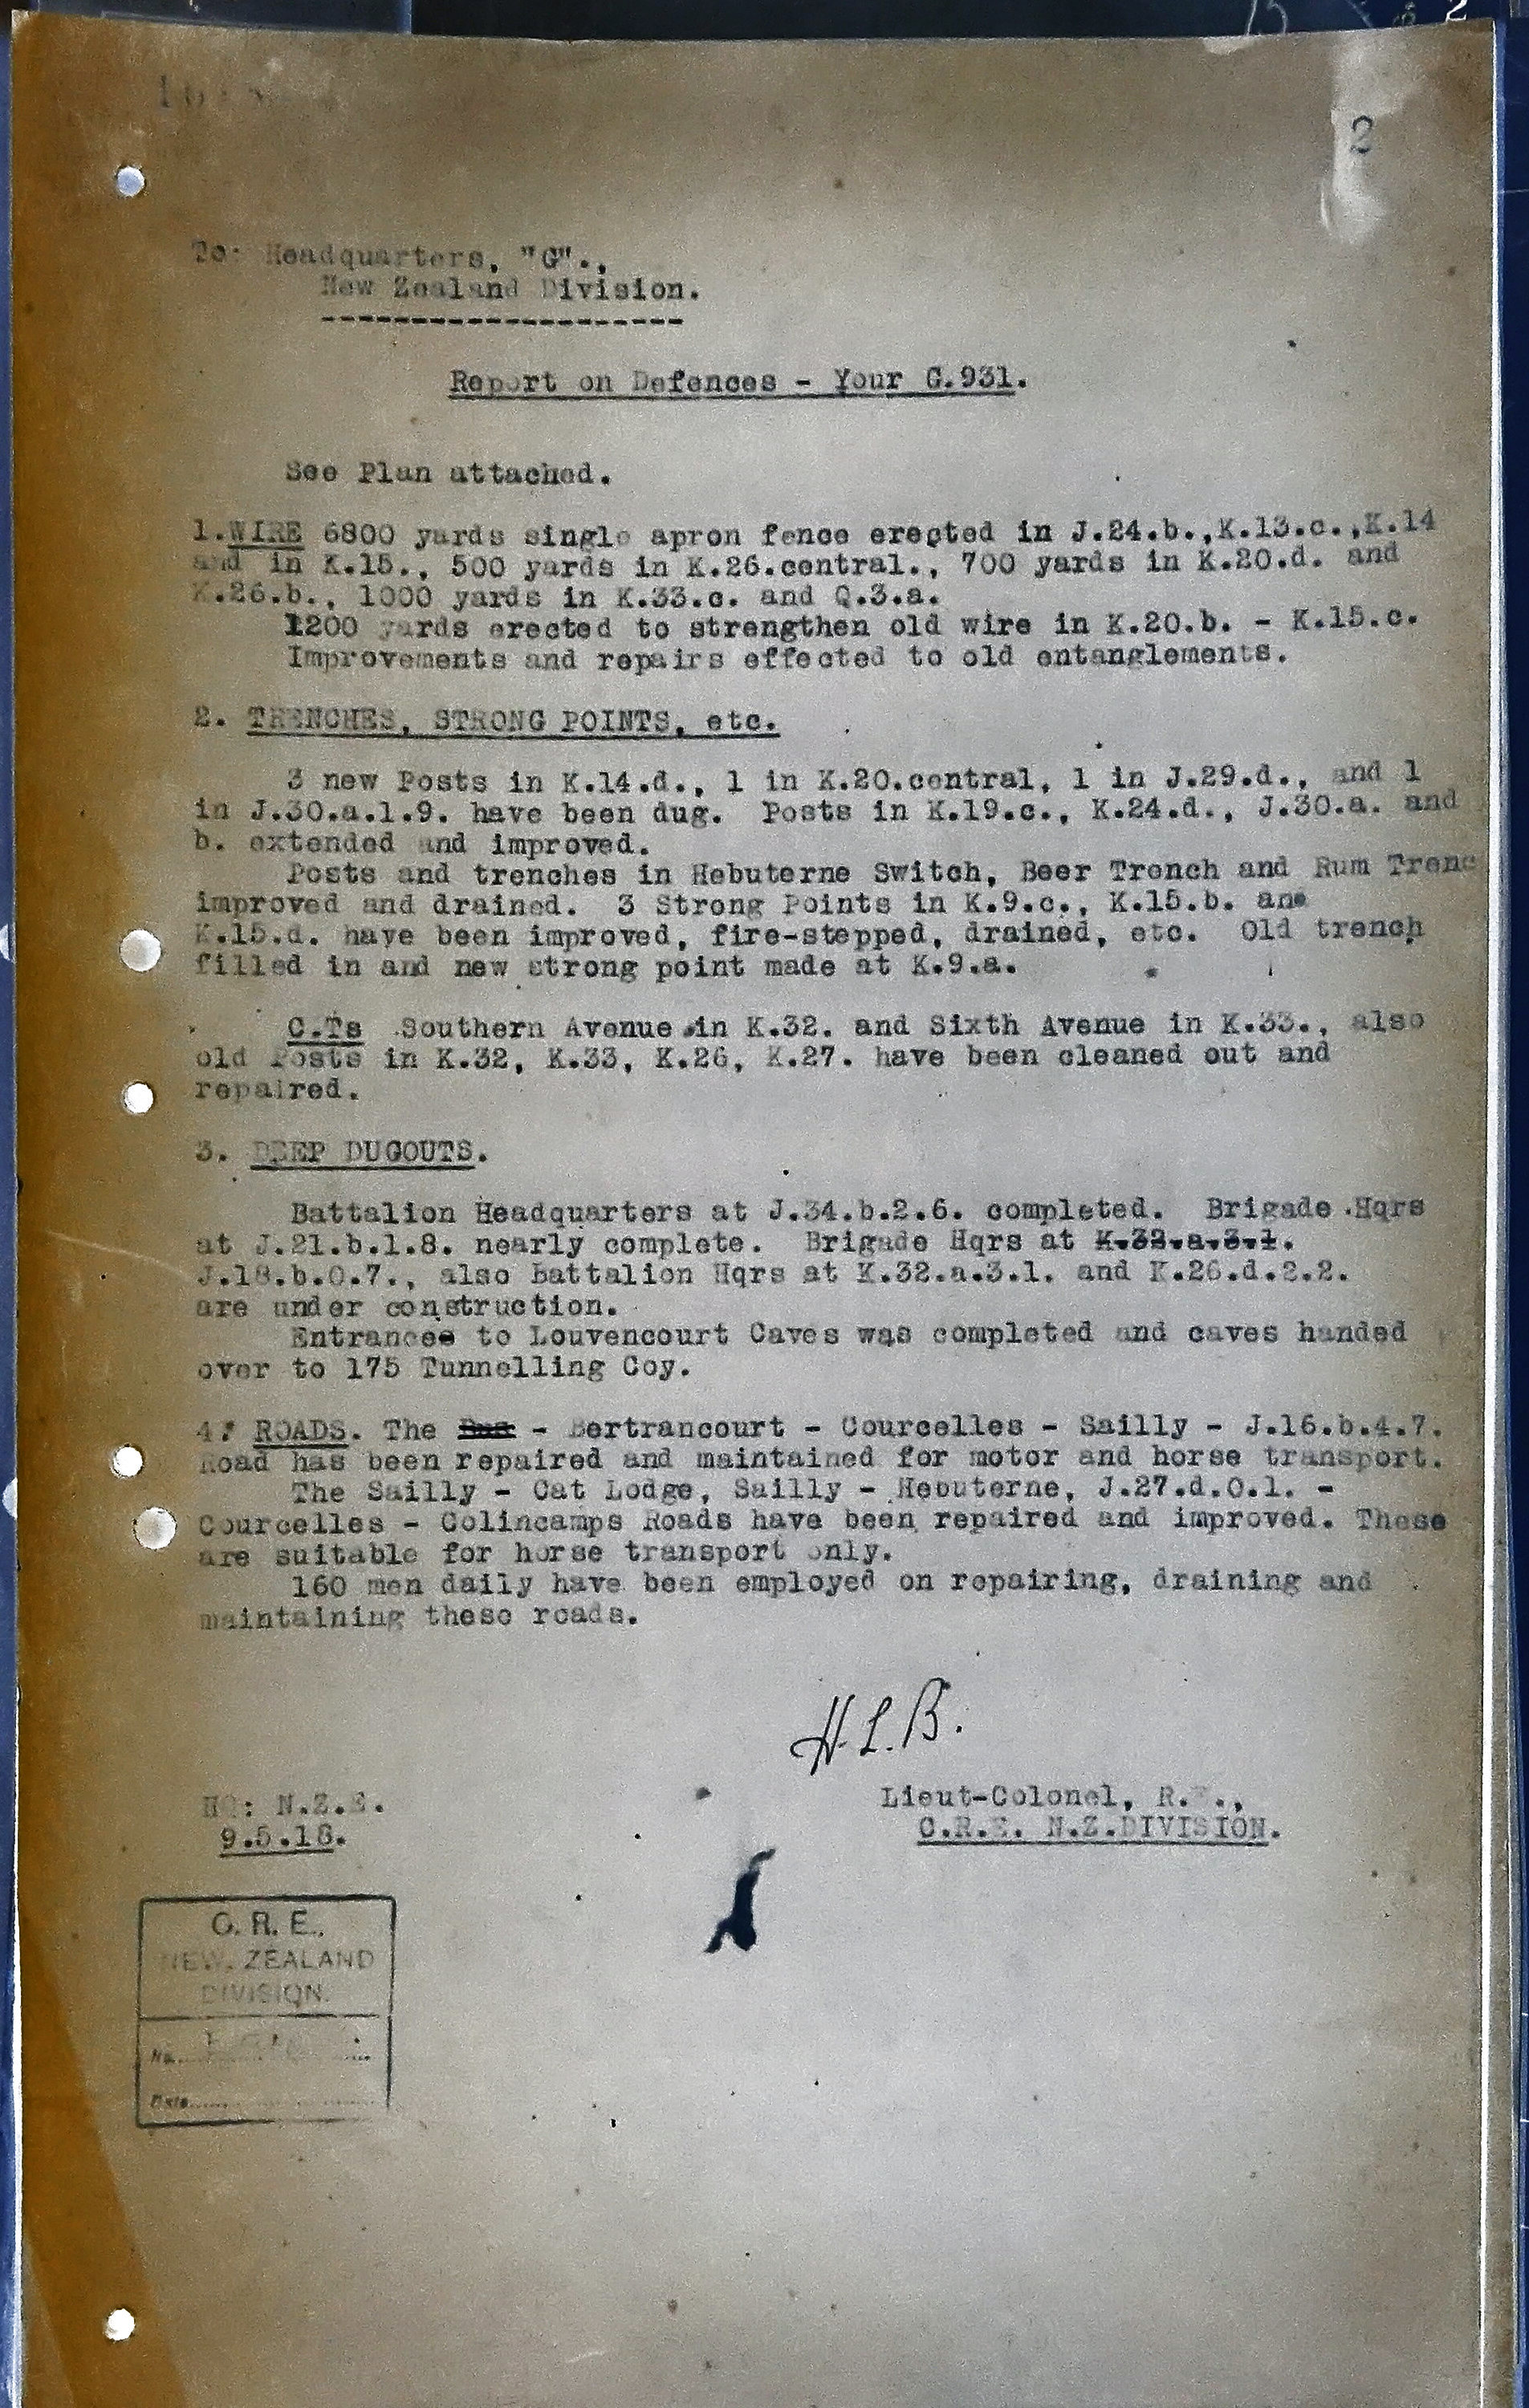 2
2
To: Headquarters, "G".,
New Zealand Division.
--------------------
Report on Defences - Your G.931.
See Plan attached.
1.WIRE 6800 yards single apron fence erected in J.24.b.,K.13.c.,K.14
and in K.15., 500 yards in K.26.central., 700 yards in K.20.d. and
K.26.b., 1000 yards in K.33.c. and Q.3.a.
1200 yards erected to strengthen old wire in K.20.b. - K.15.c.
Improvements and repairs effected to old entanglements.
2. TRENCHES, STRONG POINTS, etc.
3 new Posts in K.14.d., 1 in K.20.central, 1 in J.29.d., and 1
in J.30.a.1.9. have been dug. Posts in K.19.c., K.24.d., J.30.a. and
b. extended and improved.
Posts and trenches in Hebuterne Switch, Beer Trench and Rum Trenc
improved and drained. 3 Strong Points in K.9.c., K.15.b. and
K.15.d. have been improved, fire-stepped, drained, etc. Old trench
filled in and new strong point made at K.9.a.
C.Ts Southern Avenue in K.32. and Sixth Avenue in K.33., also
old Posts in K.32, K.33, K.26, K.27. have been cleaned out and
repaired.
3. DEEP DUGOUTS.
Battalion Headquarters at J.34.b.2.6. completed. Brigade Hqrs
at J.21.b.1.8. nearly complete. Brigade Hqrs at K.32.a.3.1.
J.18.b.0.7., also Battalion Hqrs at K.32.a.3.1. and K.26.d.2.2.
are under construction.
Entrances to Louvencourt Caves was completed and caves handed
over to 175 Tunnelling Coy.
4. ROADS. The - Bertrancourt - Courcelles - Sailly - J.16.b.4.7.
Road has been repaired and maintained for motor and horse transport.
The Sailly - Cat Lodge, Sailly - Hebuterne, J.27.d.0.1. -
Courcelles - Colincamps Roads have been repaired and improved. These
are suitable for horse transport only.
160 men daily have been employed on repairing, draining and
maintaining these roads.
H.L.B.
HQ: N.Z.E.
9.5.18.
Lieut-Colonel, R.E.,
C.R.E. N.Z.DIVISION.
C. R. E.,
NEW ZEALAND
DIVISION.
No.
Date